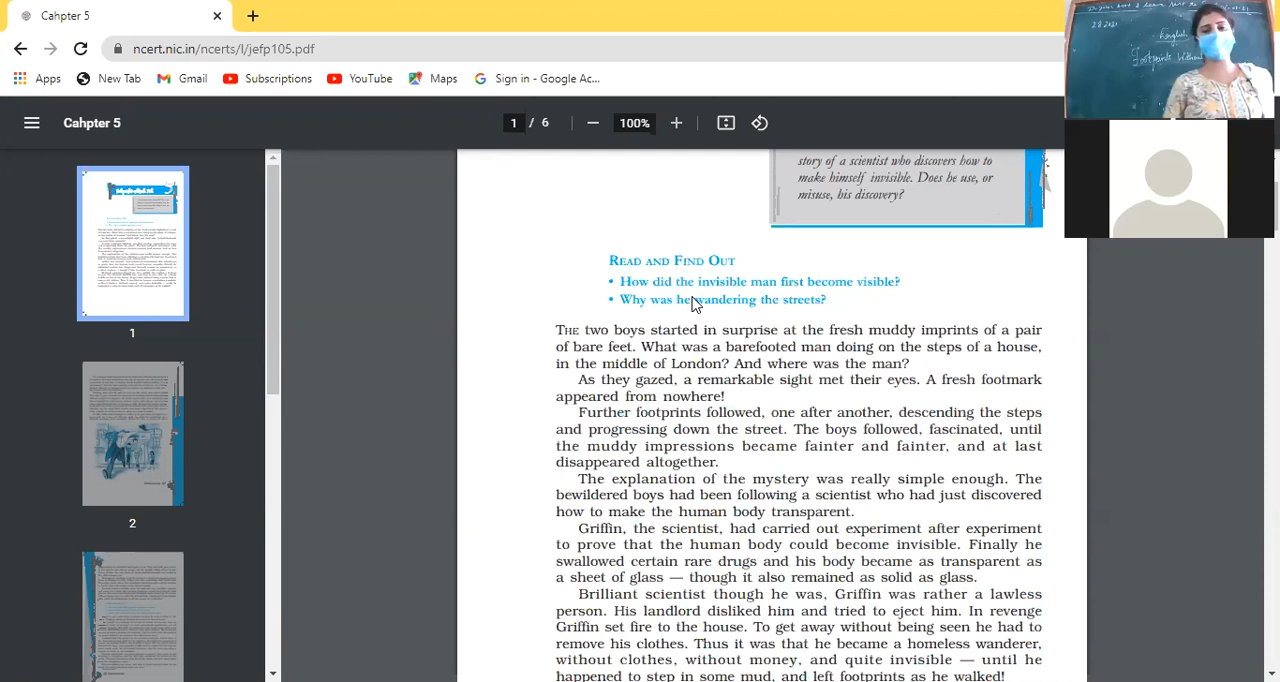 Cahpter 5
ncert.nic.in/ncerts/l/jefp105.pdf
Apps
New Tab
Gmail
Subscriptions
YouTube
Maps
Sign in - Google Ac...
Cahpter 5
1 / 6
100%
English
Footprints Without
story of a scientist who discovers how to
make himself invisible. Does he use, or
misuse, his discovery?
READ AND FIND OUT
• How did the invisible man first become visible?
• Why was he wandering the streets?
THE two boys started in surprise at the fresh muddy imprints of a pair
of bare feet. What was a barefooted man doing on the steps of a house,
in the middle of London? And where was the man?
As they gazed, a remarkable sight met their eyes. A fresh footmark
appeared from nowhere!
Further footprints followed, one after another, descending the steps
and progressing down the street. The boys followed, fascinated, until
the muddy impressions became fainter and fainter, and at last
disappeared altogether.
The explanation of the mystery was really simple enough. The
bewildered boys had been following a scientist who had just discovered
how to make the human body transparent.
Griffin, the scientist, had carried out experiment after experiment
to prove that the human body could become invisible. Finally he
swallowed certain rare drugs and his body became as transparent as
a sheet of glass — though it also remained as solid as glass.
Brilliant scientist though he was, Griffin was rather a lawless
person. His landlord disliked him and tried to eject him. In revenge
Griffin set fire to the house. To get away without being seen he had to
remove his clothes. Thus it was that he became a homeless wanderer,
without clothes, without money, and quite invisible — until he
happened to step in some mud, and left footprints as he walked!
1
2